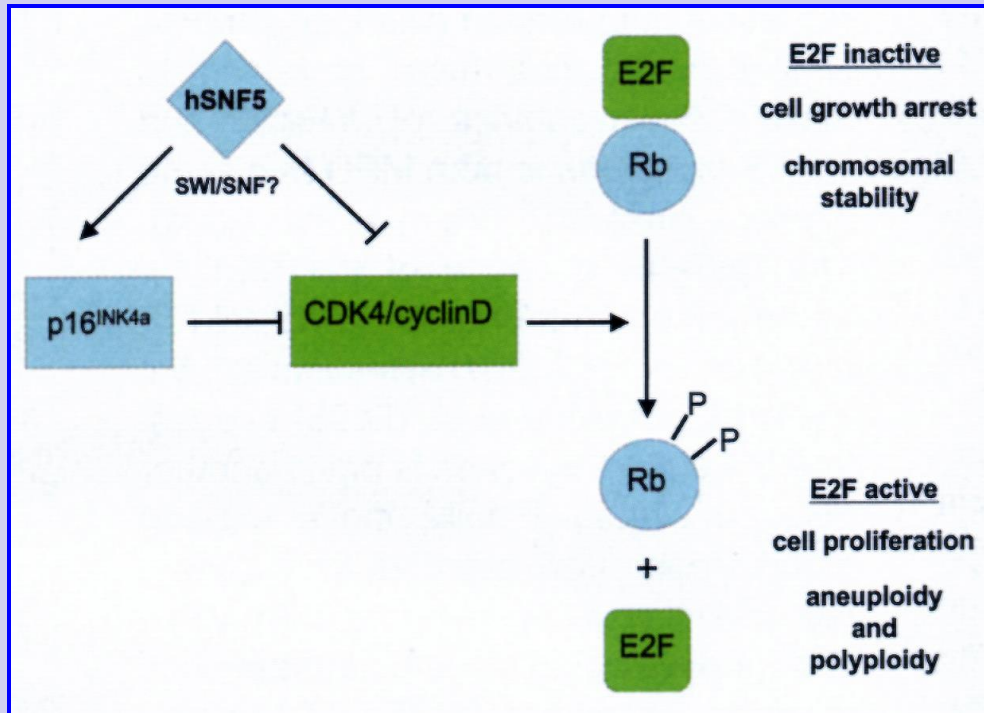 hSNF5
SWI/SNF?
p16INK4a
CDK4/cyclinD
E2F
Rb
E2F inactive
cell growth arrest
chromosomal
stability
P
P
Rb
+
E2F
E2F active
cell proliferation
aneuploidy
and
polyploidy